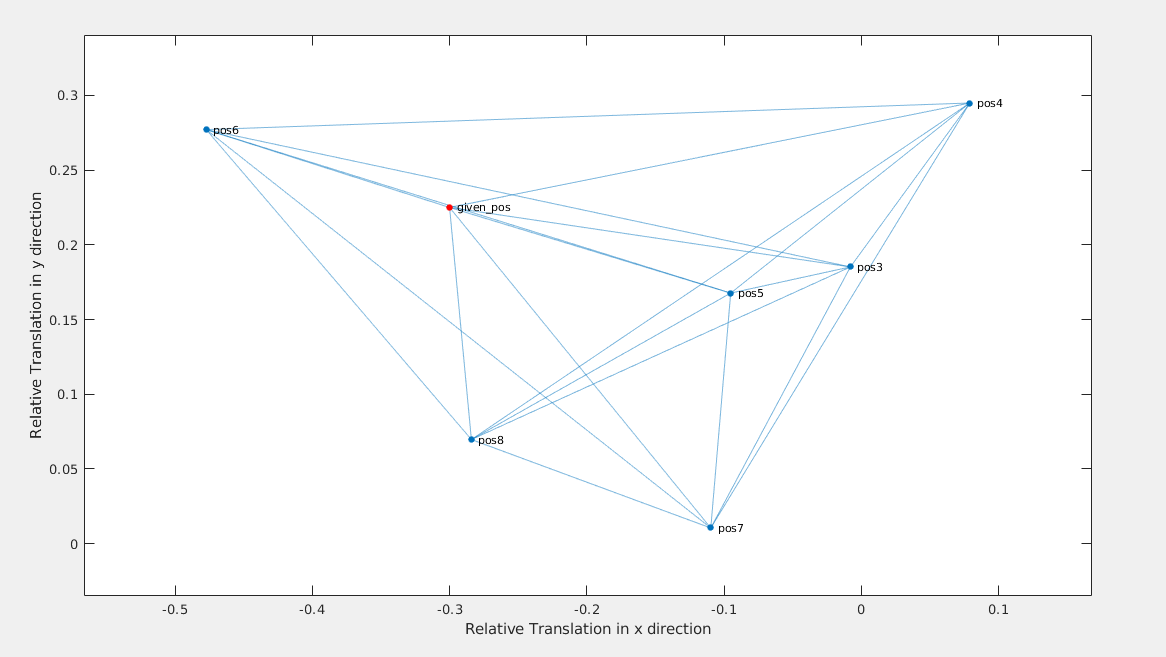 0.3
0.25
0.2
0.15
0.1
0.05
0
Relative Translation in y direction
pos4
pos6
given_pos
pos3
pos5
pos8
pos7
-0.5
-0.4
-0.3
-0.2
-0.1
0
0.1
Relative Translation in x direction